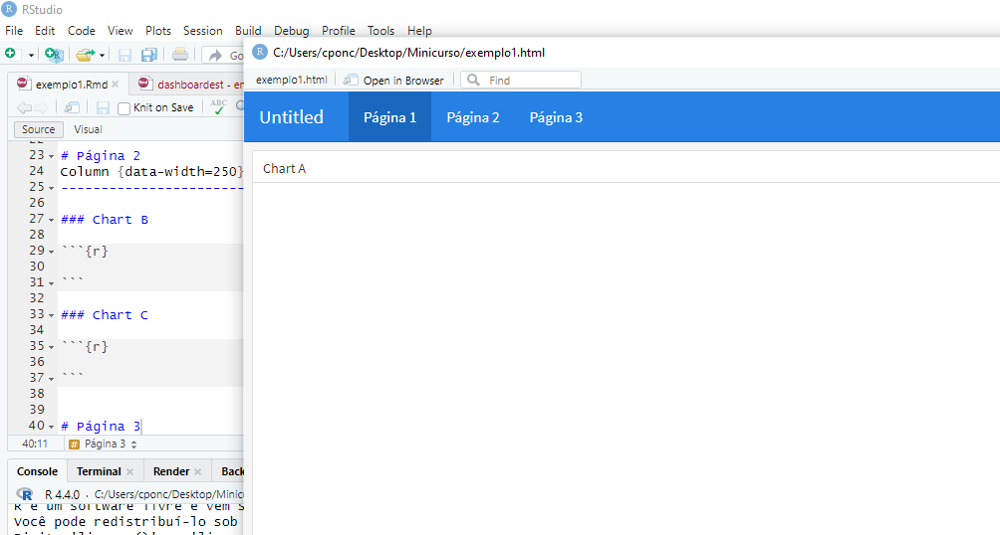 RStudio
File Edit Code View Plots Session Build Debug Profile Tools Help
Go
exemplo1.Rmd
dashboardest - en
Knit on Save
ABC
Source Visual
23 # Página 2
24 Column {data-width=250}
25 -----------------------
26
27 ### Chart B
28
29 ```{r}
30
31 ```
32
33 ### Chart C
34
35 ```{r}
36
37 ```
38
39
40 # Página 3
40:11 # Página 3
Console Terminal Render Back
R R 4.4.0 · C:/Users/cponc/Desktop/Minic
R é um software livre e vem s
Você pode redistribuí-lo sob
R C:/Users/cponc/Desktop/Minicurso/exemplo1.html
exemplo1.html Open in Browser Find
Untitled Página 1 Página 2 Página 3
Chart A